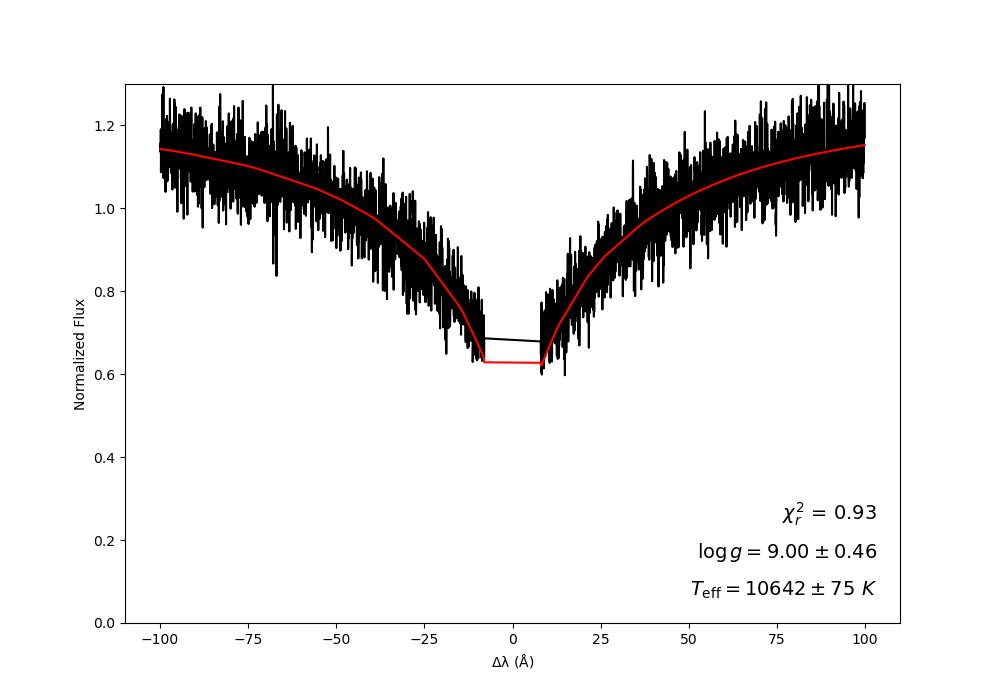 Normalized Flux
1.2
1.0
0.8
0.6
0.4
0.2
0.0
χ²ᵣ = 0.93
log g = 9.00 ± 0.46
T_eff = 10642 ± 75 K
−100 −75 −50 −25 0 25 50 75 100
Δλ (Å)